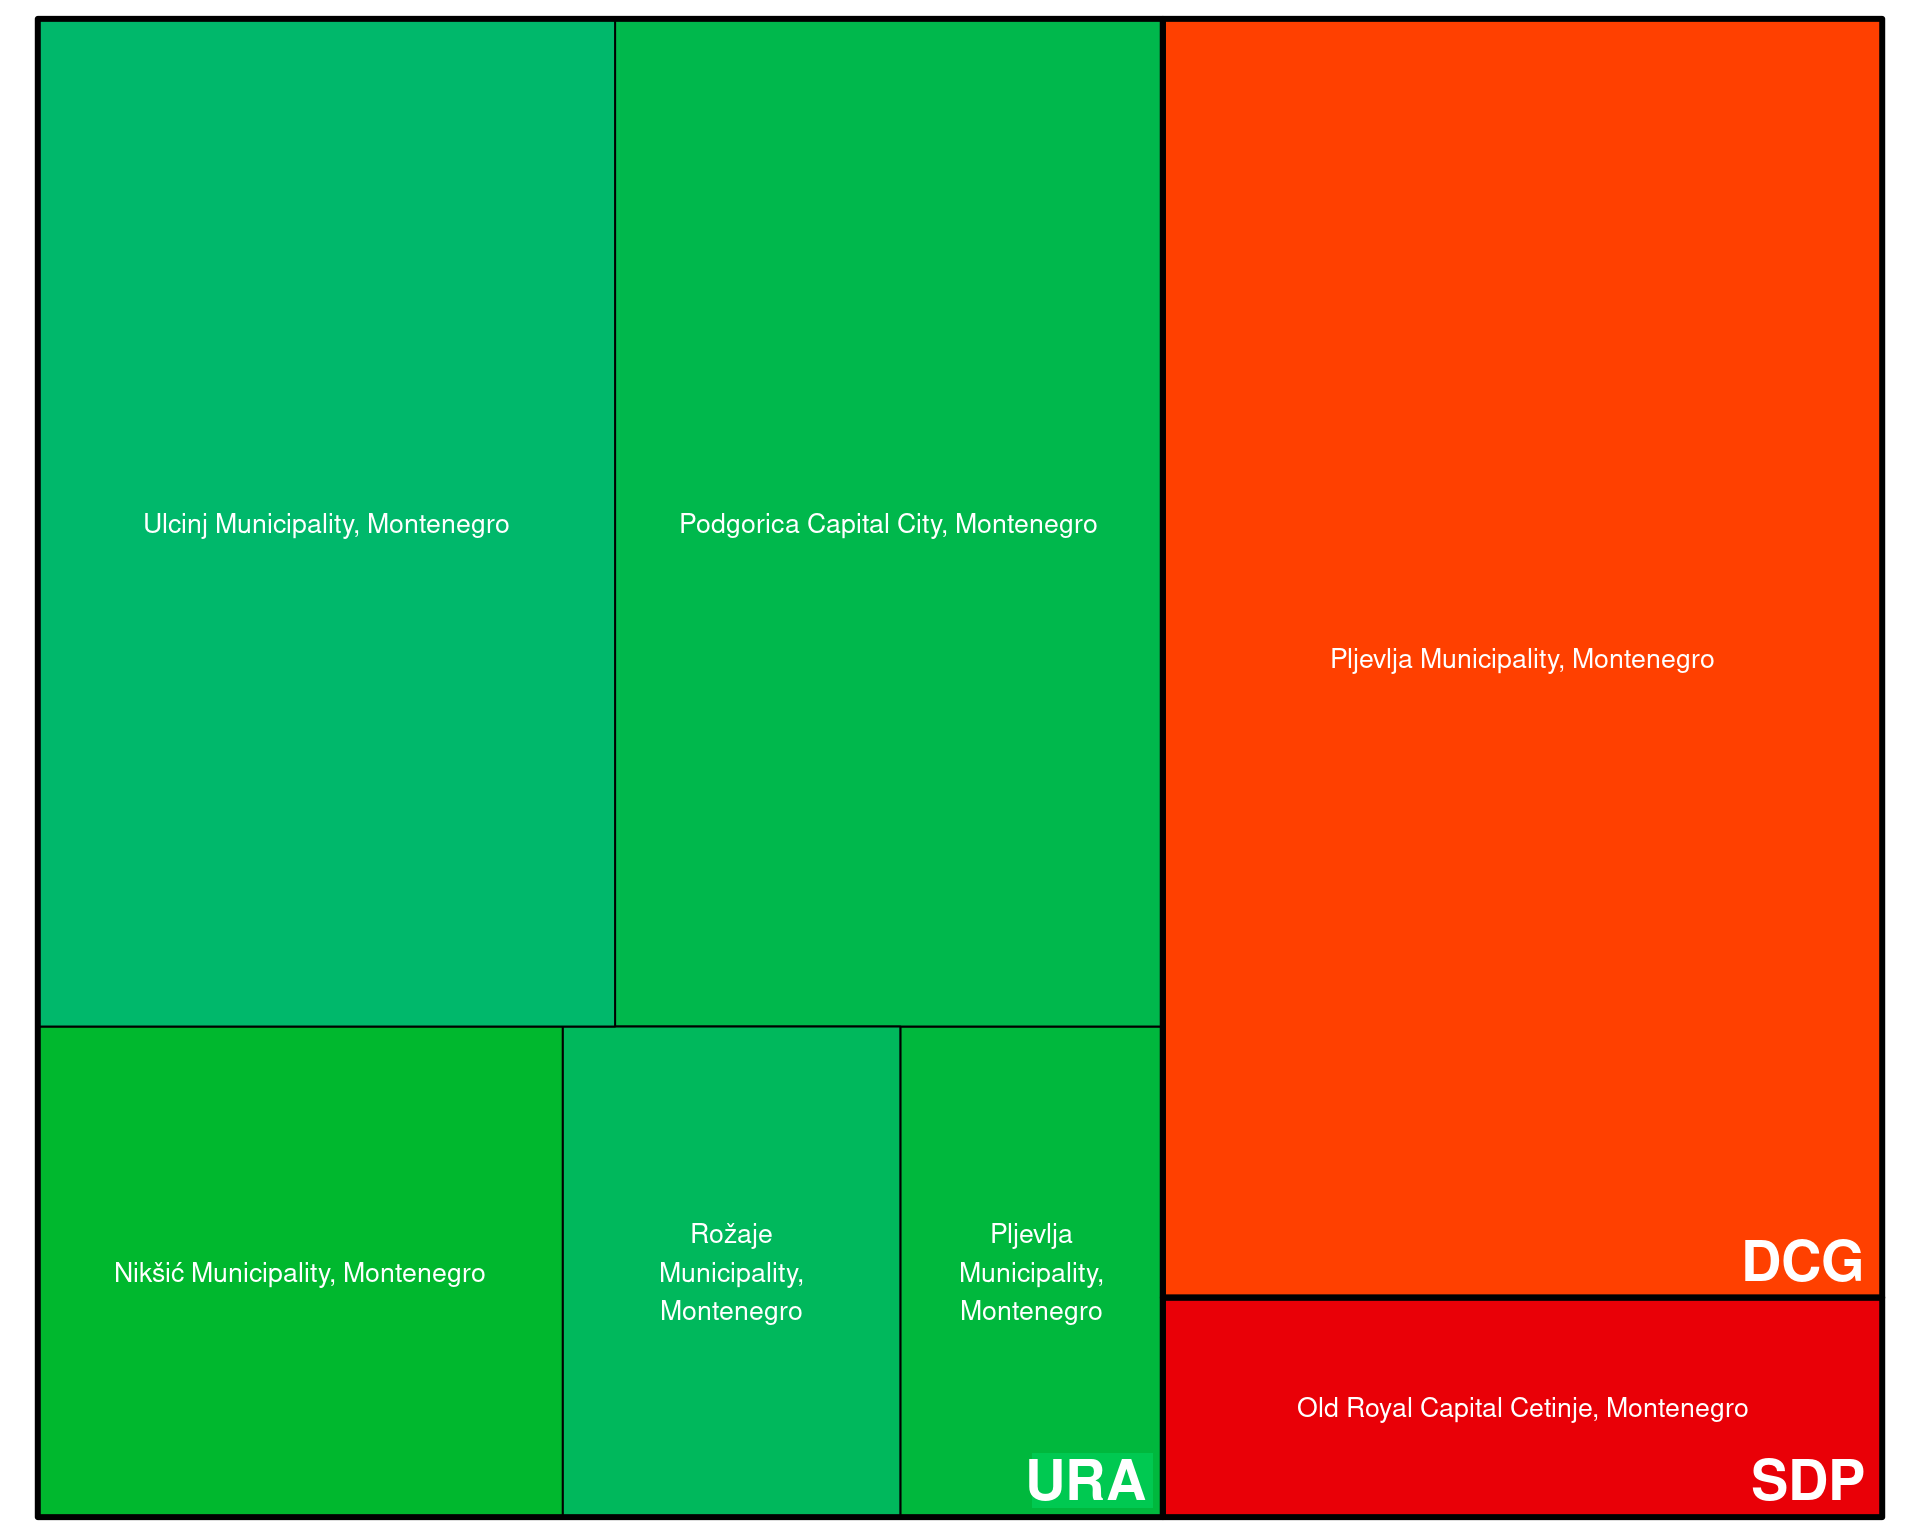 Ulcinj Municipality, Montenegro
Podgorica Capital City, Montenegro
Pljevlja Municipality, Montenegro
DCG
Nikšić Municipality, Montenegro
Rožaje
Municipality,
Montenegro
Pljevlja
Municipality,
Montenegro
URA
Old Royal Capital Cetinje, Montenegro
SDP